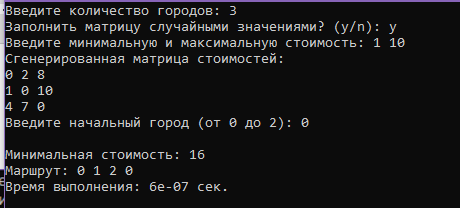 Введите количество городов: 3
Заполнить матрицу случайными значениями? (y/n): y
Введите минимальную и максимальную стоимость: 1 10
Сгенерированная матрица стоимостей:
0 2 8
1 0 10
4 7 0
Введите начальный город (от 0 до 2): 0
Минимальная стоимость: 16
Маршрут: 0 1 2 0
Время выполнения: 6e-07 сек.